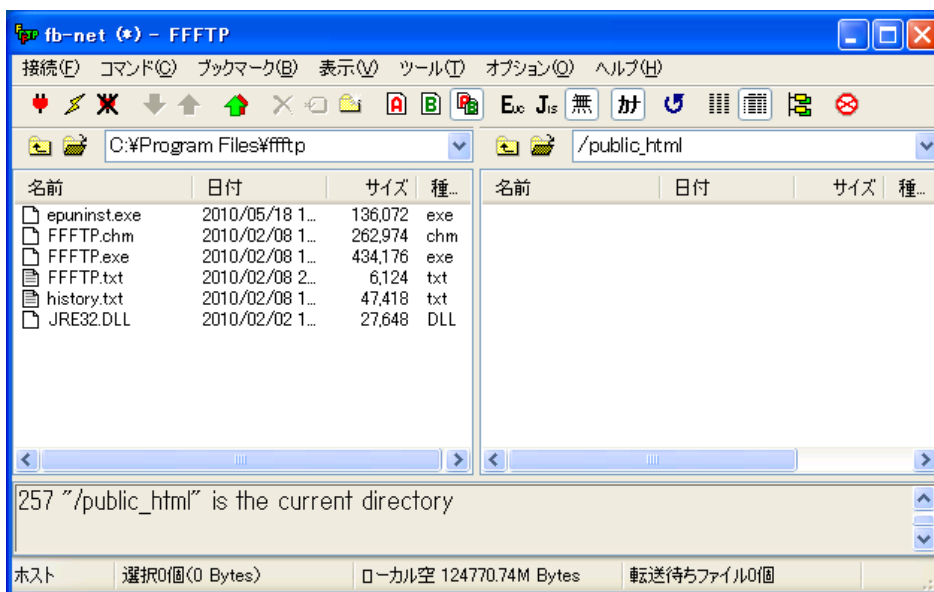 fb-net (*) - FFFTP
接続(F) コマンド(C) ブックマーク(B) 表示(V) ツール(T) オプション(O) ヘルプ(H)
A B B EUC JIS 無 カナ
C:¥Program Files¥ffftp /public_html
名前 日付 サイズ 種... 名前 日付 サイズ 種...
epuninst.exe 2010/05/18 1... 136,072 exe
FFFTP.chm 2010/02/08 1... 262,974 chm
FFFTP.exe 2010/02/08 1... 434,176 exe
FFFTP.txt 2010/02/08 2... 6,124 txt
history.txt 2010/02/08 1... 47,418 txt
JRE32.DLL 2010/02/02 1... 27,648 DLL
257 "/public_html" is the current directory
ホスト 選択0個(0 Bytes) ローカル空 124770.74M Bytes 転送待ちファイル0個